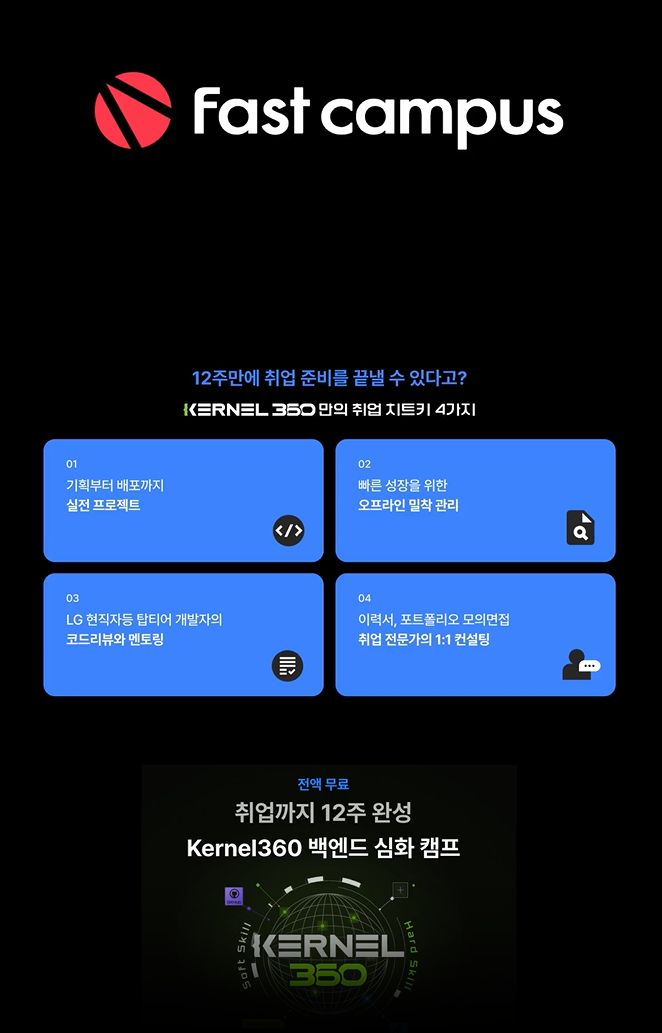 Fast campus
12주만에 취업 준비를 끝낼 수 있다고?
KERNEL 360 만의 취업 치트키 4가지
01
기획부터 배포까지
실전 프로젝트
02
빠른 성장을 위한
오프라인 밀착 관리
03
LG 현직자등 탑티어 개발자의
코드리뷰와 멘토링
04
이력서, 포트폴리오 모의면접
취업 전문가의 1:1 컨설팅
전액 무료
취업까지 12주 완성
Kernel360 백엔드 심화 캠프
GitHub
Soft Skill
KERNEL
360
Hard Skill